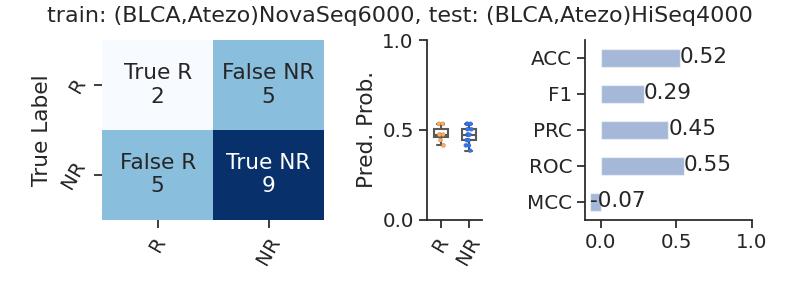 train: (BLCA,Atezo)NovaSeq6000, test: (BLCA,Atezo)HiSeq4000
True Label
R
NR
True R
2
False NR
5
False R
5
True NR
9
R
NR
Pred. Prob.
1.0
0.5
0.0
R
NR
ACC
0.52
F1
0.29
PRC
0.45
ROC
0.55
MCC
-0.07
0.0
0.5
1.0